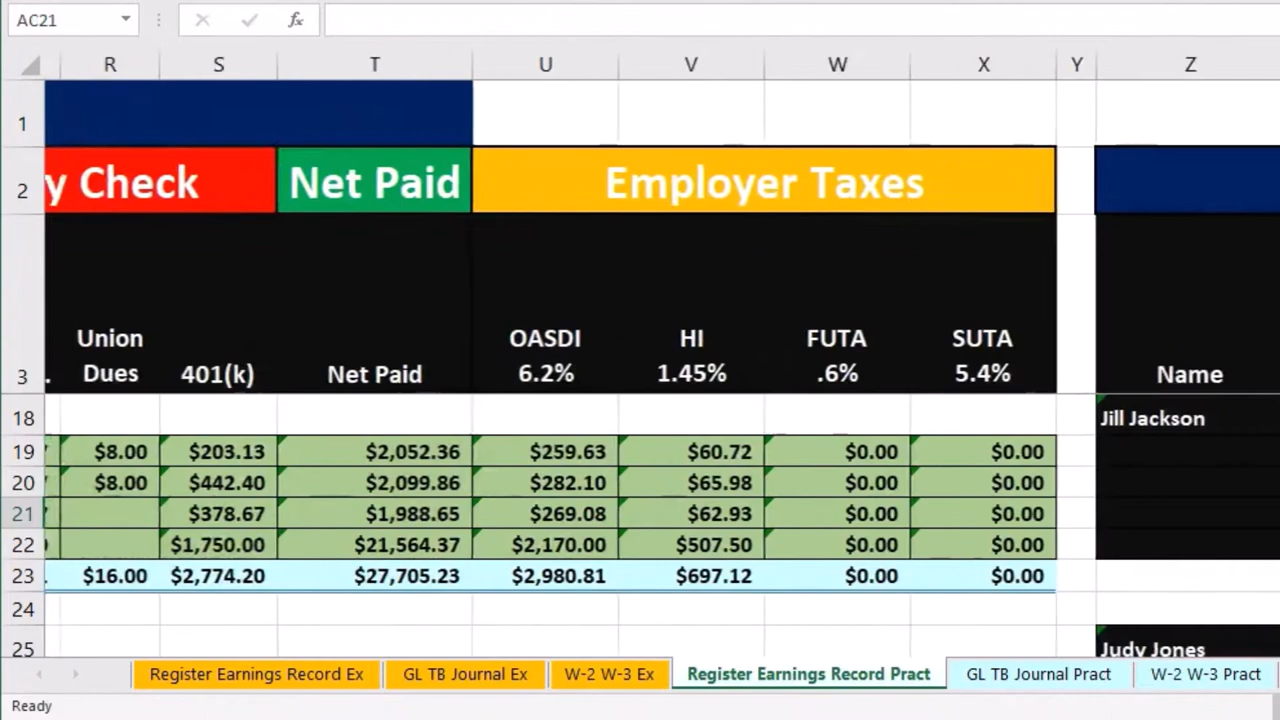 AC21
fx
R S T U V W X Y Z
1
2 y Check Net Paid Employer Taxes
Union OASDI HI FUTA SUTA
3 . Dues 401(k) Net Paid 6.2% 1.45% .6% 5.4% Name
18 Jill Jackson
19 $8.00 $203.13 $2,052.36 $259.63 $60.72 $0.00 $0.00
20 $8.00 $442.40 $2,099.86 $282.10 $65.98 $0.00 $0.00
21 $378.67 $1,988.65 $269.08 $62.93 $0.00 $0.00
22 $1,750.00 $21,564.37 $2,170.00 $507.50 $0.00 $0.00
23 $16.00 $2,774.20 $27,705.23 $2,980.81 $697.12 $0.00 $0.00
24
25 Judy Jones
Register Earnings Record Ex GL TB Journal Ex W-2 W-3 Ex Register Earnings Record Pract GL TB Journal Pract W-2 W-3 Pract
Ready